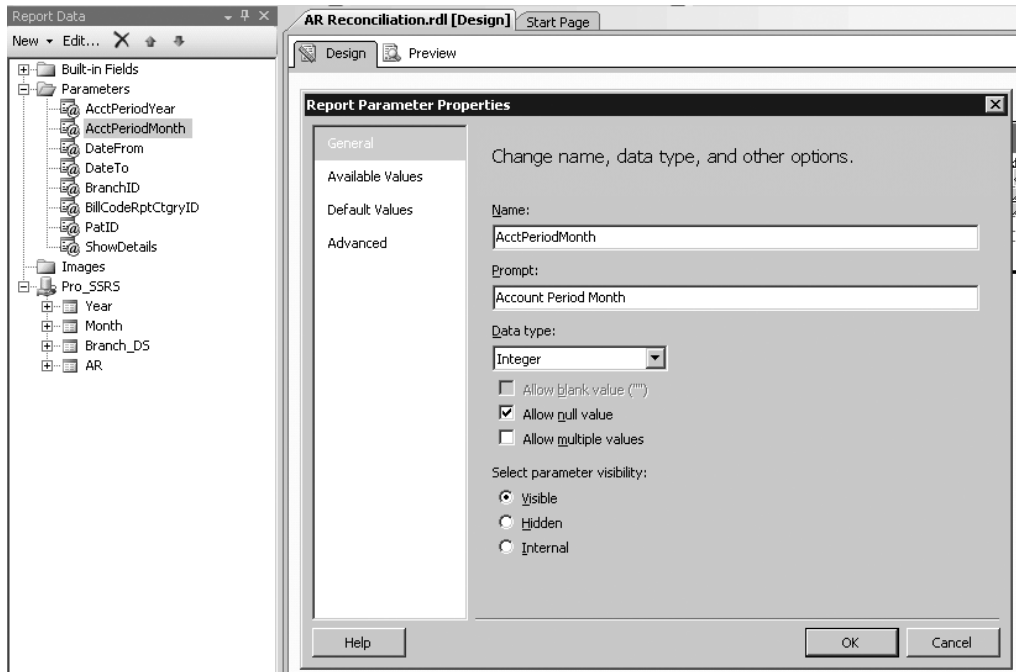 Report Data
New Edit...
Built-in Fields
Parameters
AcctPeriodYear
AcctPeriodMonth
DateFrom
DateTo
BranchID
BillCodeRptCtgryID
PatID
ShowDetails
Images
Pro_SSRS
Year
Month
Branch_DS
AR
AR Reconciliation.rdl [Design] Start Page
Design Preview
Report Parameter Properties
General
Available Values
Default Values
Advanced
Change name, data type, and other options.
Name:
AcctPeriodMonth
Prompt:
Account Period Month
Data type:
Integer
Allow blank value ("")
Allow null value
Allow multiple values
Select parameter visibility:
Visible
Hidden
Internal
Help OK Cancel